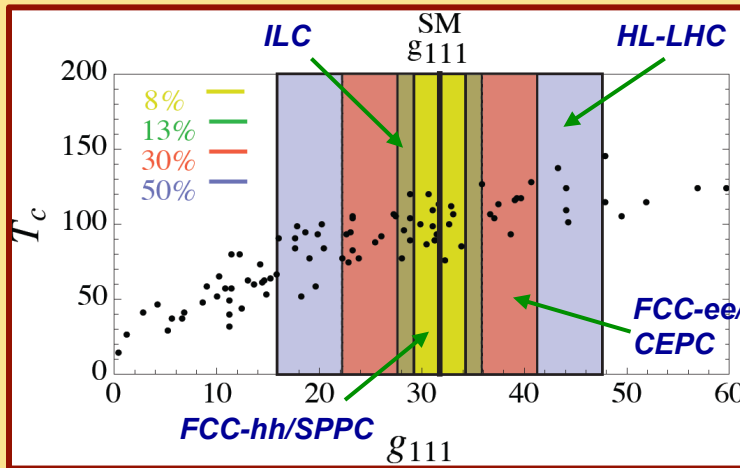 SM
ILC
g111
HL-LHC
200
150
100
50
0
8%
13%
30%
50%
Tc
FCC-ee/
CEPC
0 10 20 30 40 50 60
FCC-hh/SPPC
g111